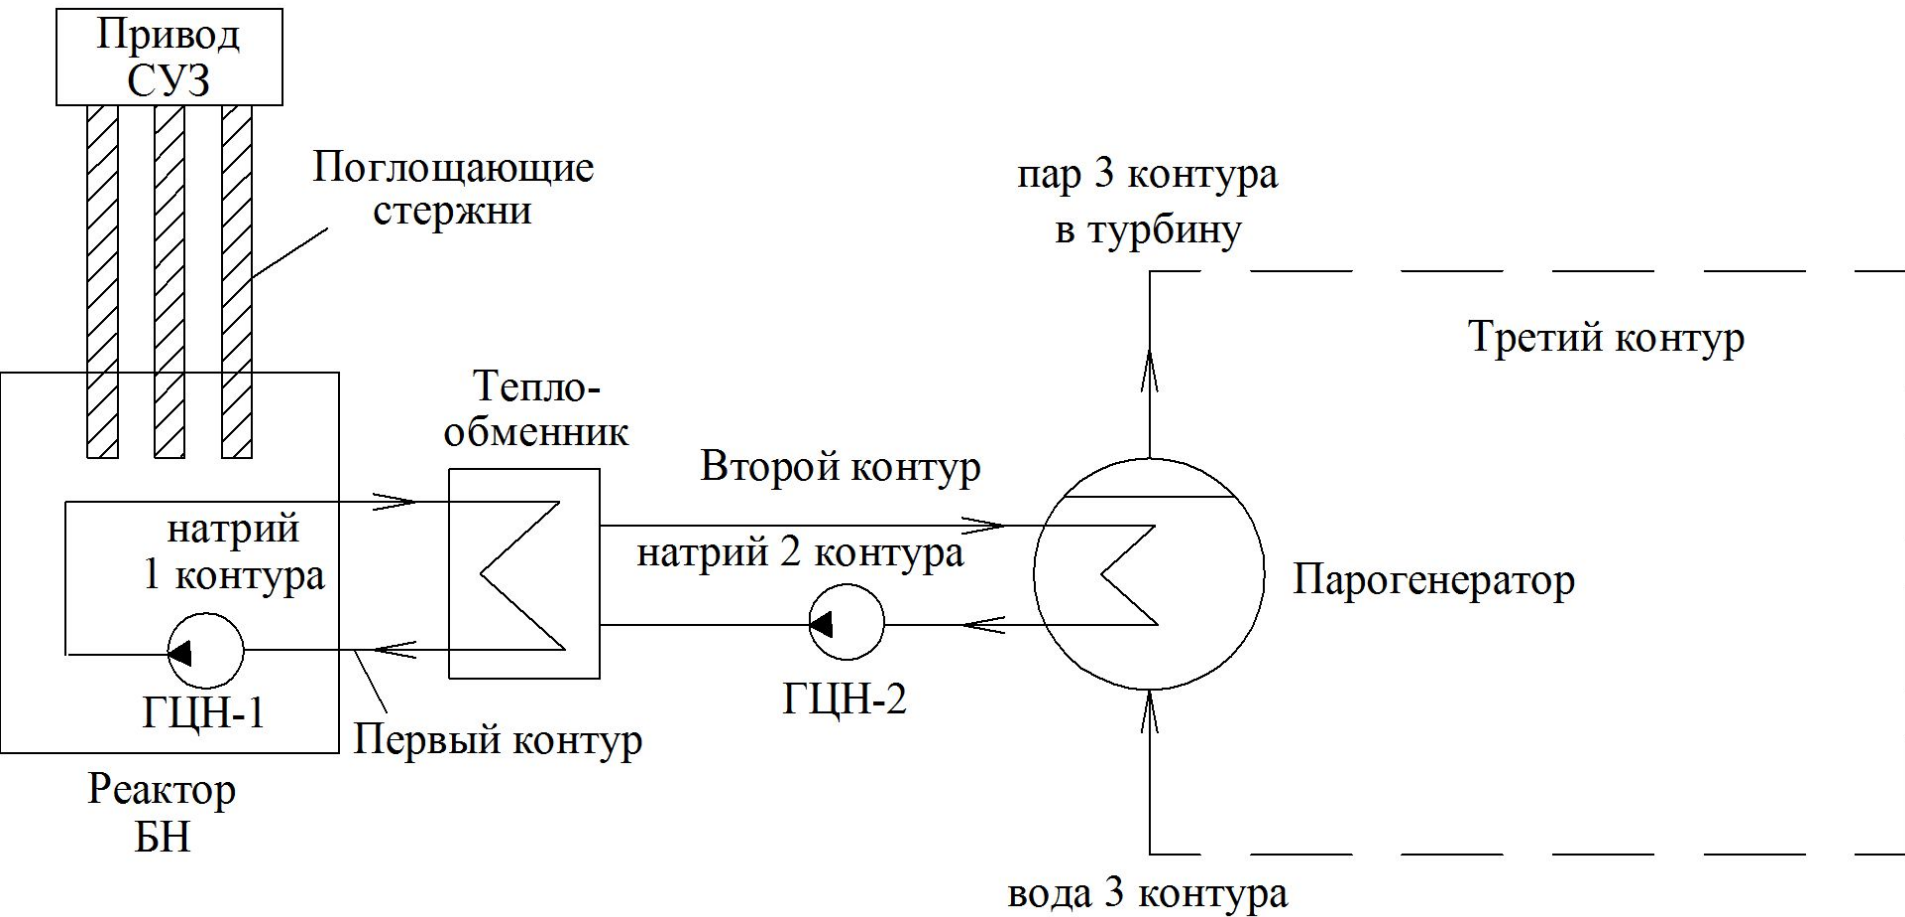 Привод
СУЗ
Поглощающие
стержни
пар 3 контура
в турбину
Третий контур
Тепло-
обменник
Второй контур
натрий
1 контура
натрий 2 контура
Парогенератор
ГЦН-1
ГЦН-2
Первый контур
Реактор
БН
вода 3 контура